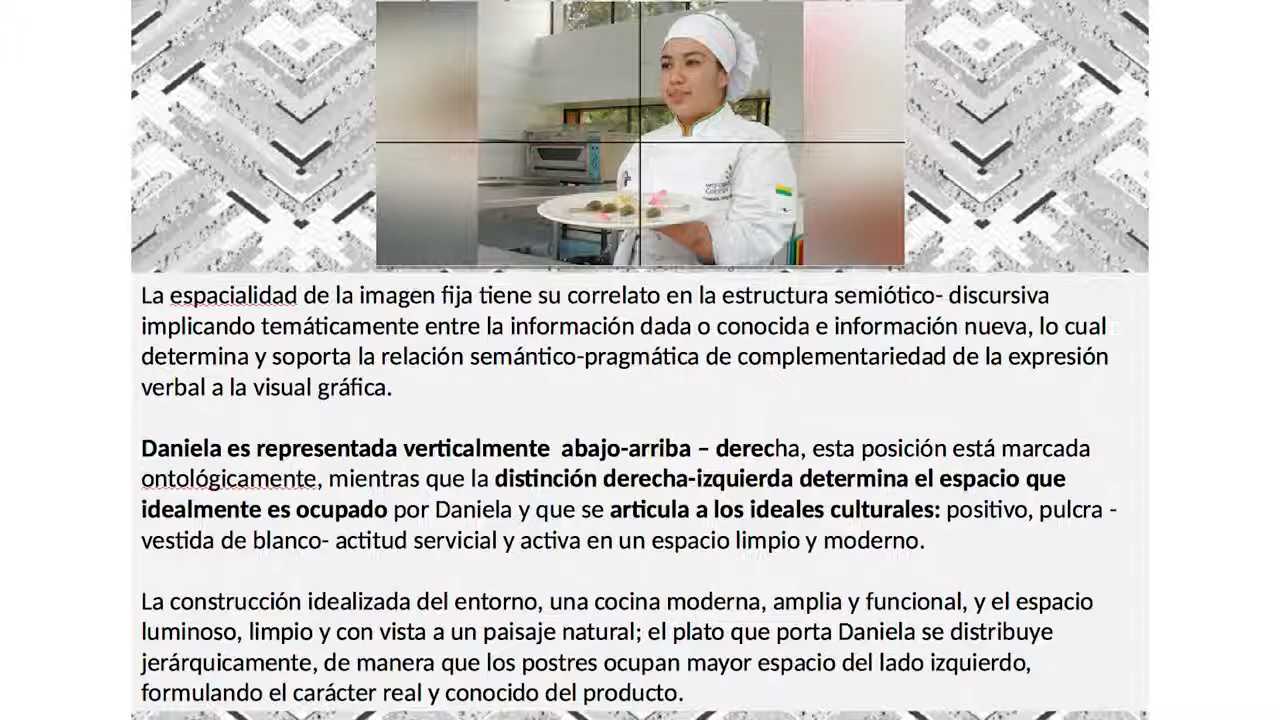 La espacialidad de la imagen fija tiene su correlato en la estructura semiótico- discursiva
implicando temáticamente entre la información dada o conocida e información nueva, lo cual
determina y soporta la relación semántico-pragmática de complementariedad de la expresión
verbal a la visual gráfica.
Daniela es representada verticalmente  abajo-arriba – derecha, esta posición está marcada
ontológicamente, mientras que la distinción derecha-izquierda determina el espacio que
idealmente es ocupado por Daniela y que se articula a los ideales culturales: positivo, pulcra -
vestida de blanco- actitud servicial y activa en un espacio limpio y moderno.
La construcción idealizada del entorno, una cocina moderna, amplia y funcional, y el espacio
luminoso, limpio y con vista a un paisaje natural; el plato que porta Daniela se distribuye
jerárquicamente, de manera que los postres ocupan mayor espacio del lado izquierdo,
formulando el carácter real y conocido del producto.